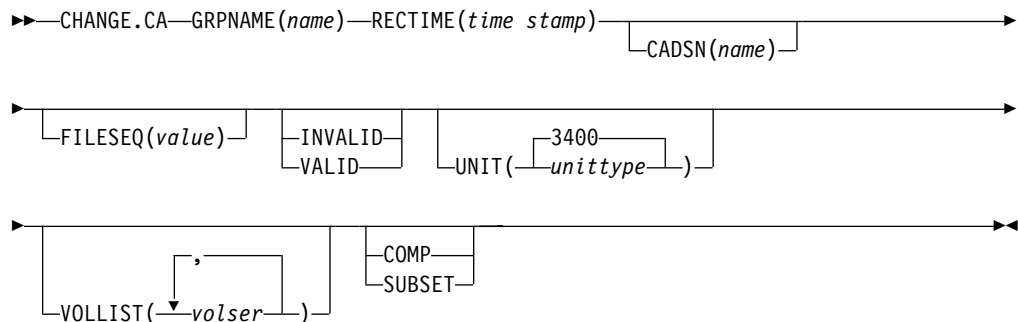 CHANGE.CA GRPNAME(name) RECTIME(time stamp)
CADSN(name)
FILESEQ(value)
INVALID
VALID
3400
UNIT( unittype )
,
VOLLIST( volser )
COMP
SUBSET